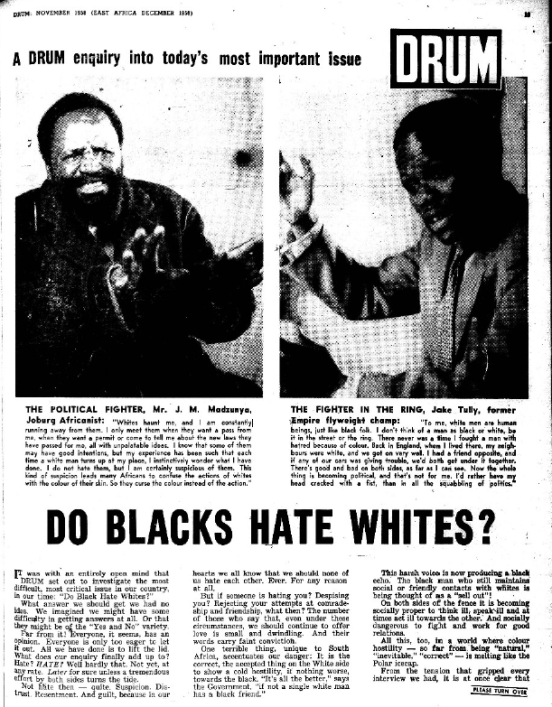 DRUM: NOVEMBER 1958 (EAST AFRICA DECEMBER 1958)
A DRUM enquiry into today's most important issue
DRUM
THE POLITICAL FIGHTER, Mr. J. M. Madzunya,
Joburg Africanist: "Whites haunt me, and I am constantly
running away from them. I only meet them when they want a pass from
me, when they want a permit or come to tell me about the new laws they
have passed for me, all with unpalatable ideas. I know that some of them
may have good intentions, but my experience has been such that each
time a white man turns up at my place, I instinctively wonder what I have
done. I do not hate them, but I am certainly suspicious of them. This
kind of suspicion leads many Africans to confuse the actions of whites
with the colour of their skin. So they curse the colour instead of the action."
THE FIGHTER IN THE RING, Jake Tuly, former
Empire flyweight champ: "To me, white men are human
beings, just like black folk. I don't think of a man as black or white, be
it in the street or the ring. There never was a time I fought a man with
hatred because of colour. Back in England, when I lived there, my neigh-
bours were white, and we got on very well. I had a friend opposite, and
if any of our cars was giving trouble, we'd both get under it together.
There's good and bad on both sides, so far as I can see. Now the whole
thing is becoming political, and that's not for me. I'd rather have my
head cracked with a fist, than in all the squabbling of politics."
DO BLACKS HATE WHITES?
IT was with an entirely open mind that
DRUM set out to investigate the most
difficult, most critical issue in our country,
in our time: "Do Black Hate Whites?"
What answer we should get we had no
idea. We imagined we might have some
difficulty in getting answers at all. Or that
they might be of the "Yes and No" variety.
Far from it! Everyone, it seems, has an
opinion. Everyone is only too eager to let
it out. All we have done is to lift the lid.
What does our enquiry finally add up to?
Hate? HATE? Well hardly that. Not yet, at
any rate. Later for sure unless a tremendous
effort by both sides turns the tide.
Not hate then — quite. Suspicion. Dis-
trust. Resentment. And guilt, because in our
hearts we all know that we should none of
us hate each other. Ever. For any reason
at all.
But if someone is hating you? Despising
you? Rejecting your attempts at comrade-
ship and friendship, what then? The number
of those who say that, even under these
circumstances, we should continue to offer
love is small and dwindling. And their
words carry faint conviction.
One terrible thing, unique to South
Africa, accentuates our danger: It is the
correct, the accepted thing on the White side
to show a cold hostility, if nothing worse,
towards the black. "It's all the better," says
the Government, "if not a single white man
has a black friend."
This harsh voice is now producing a black
echo. The black man who still maintains
social or friendly contacts with whites is
being thought of as a "sell out"!
On both sides of the fence it is becoming
socially proper to think ill, speak ill and at
times act ill towards the other. And socially
dangerous to fight and work for good
relations.
All this, too, in a world where colour
hostility — so far from being "natural,"
"inevitable," "correct" — is melting like the
Polar icecap.
From the tension that gripped every
interview we had, it is at once clear that
PLEASE TURN OVER